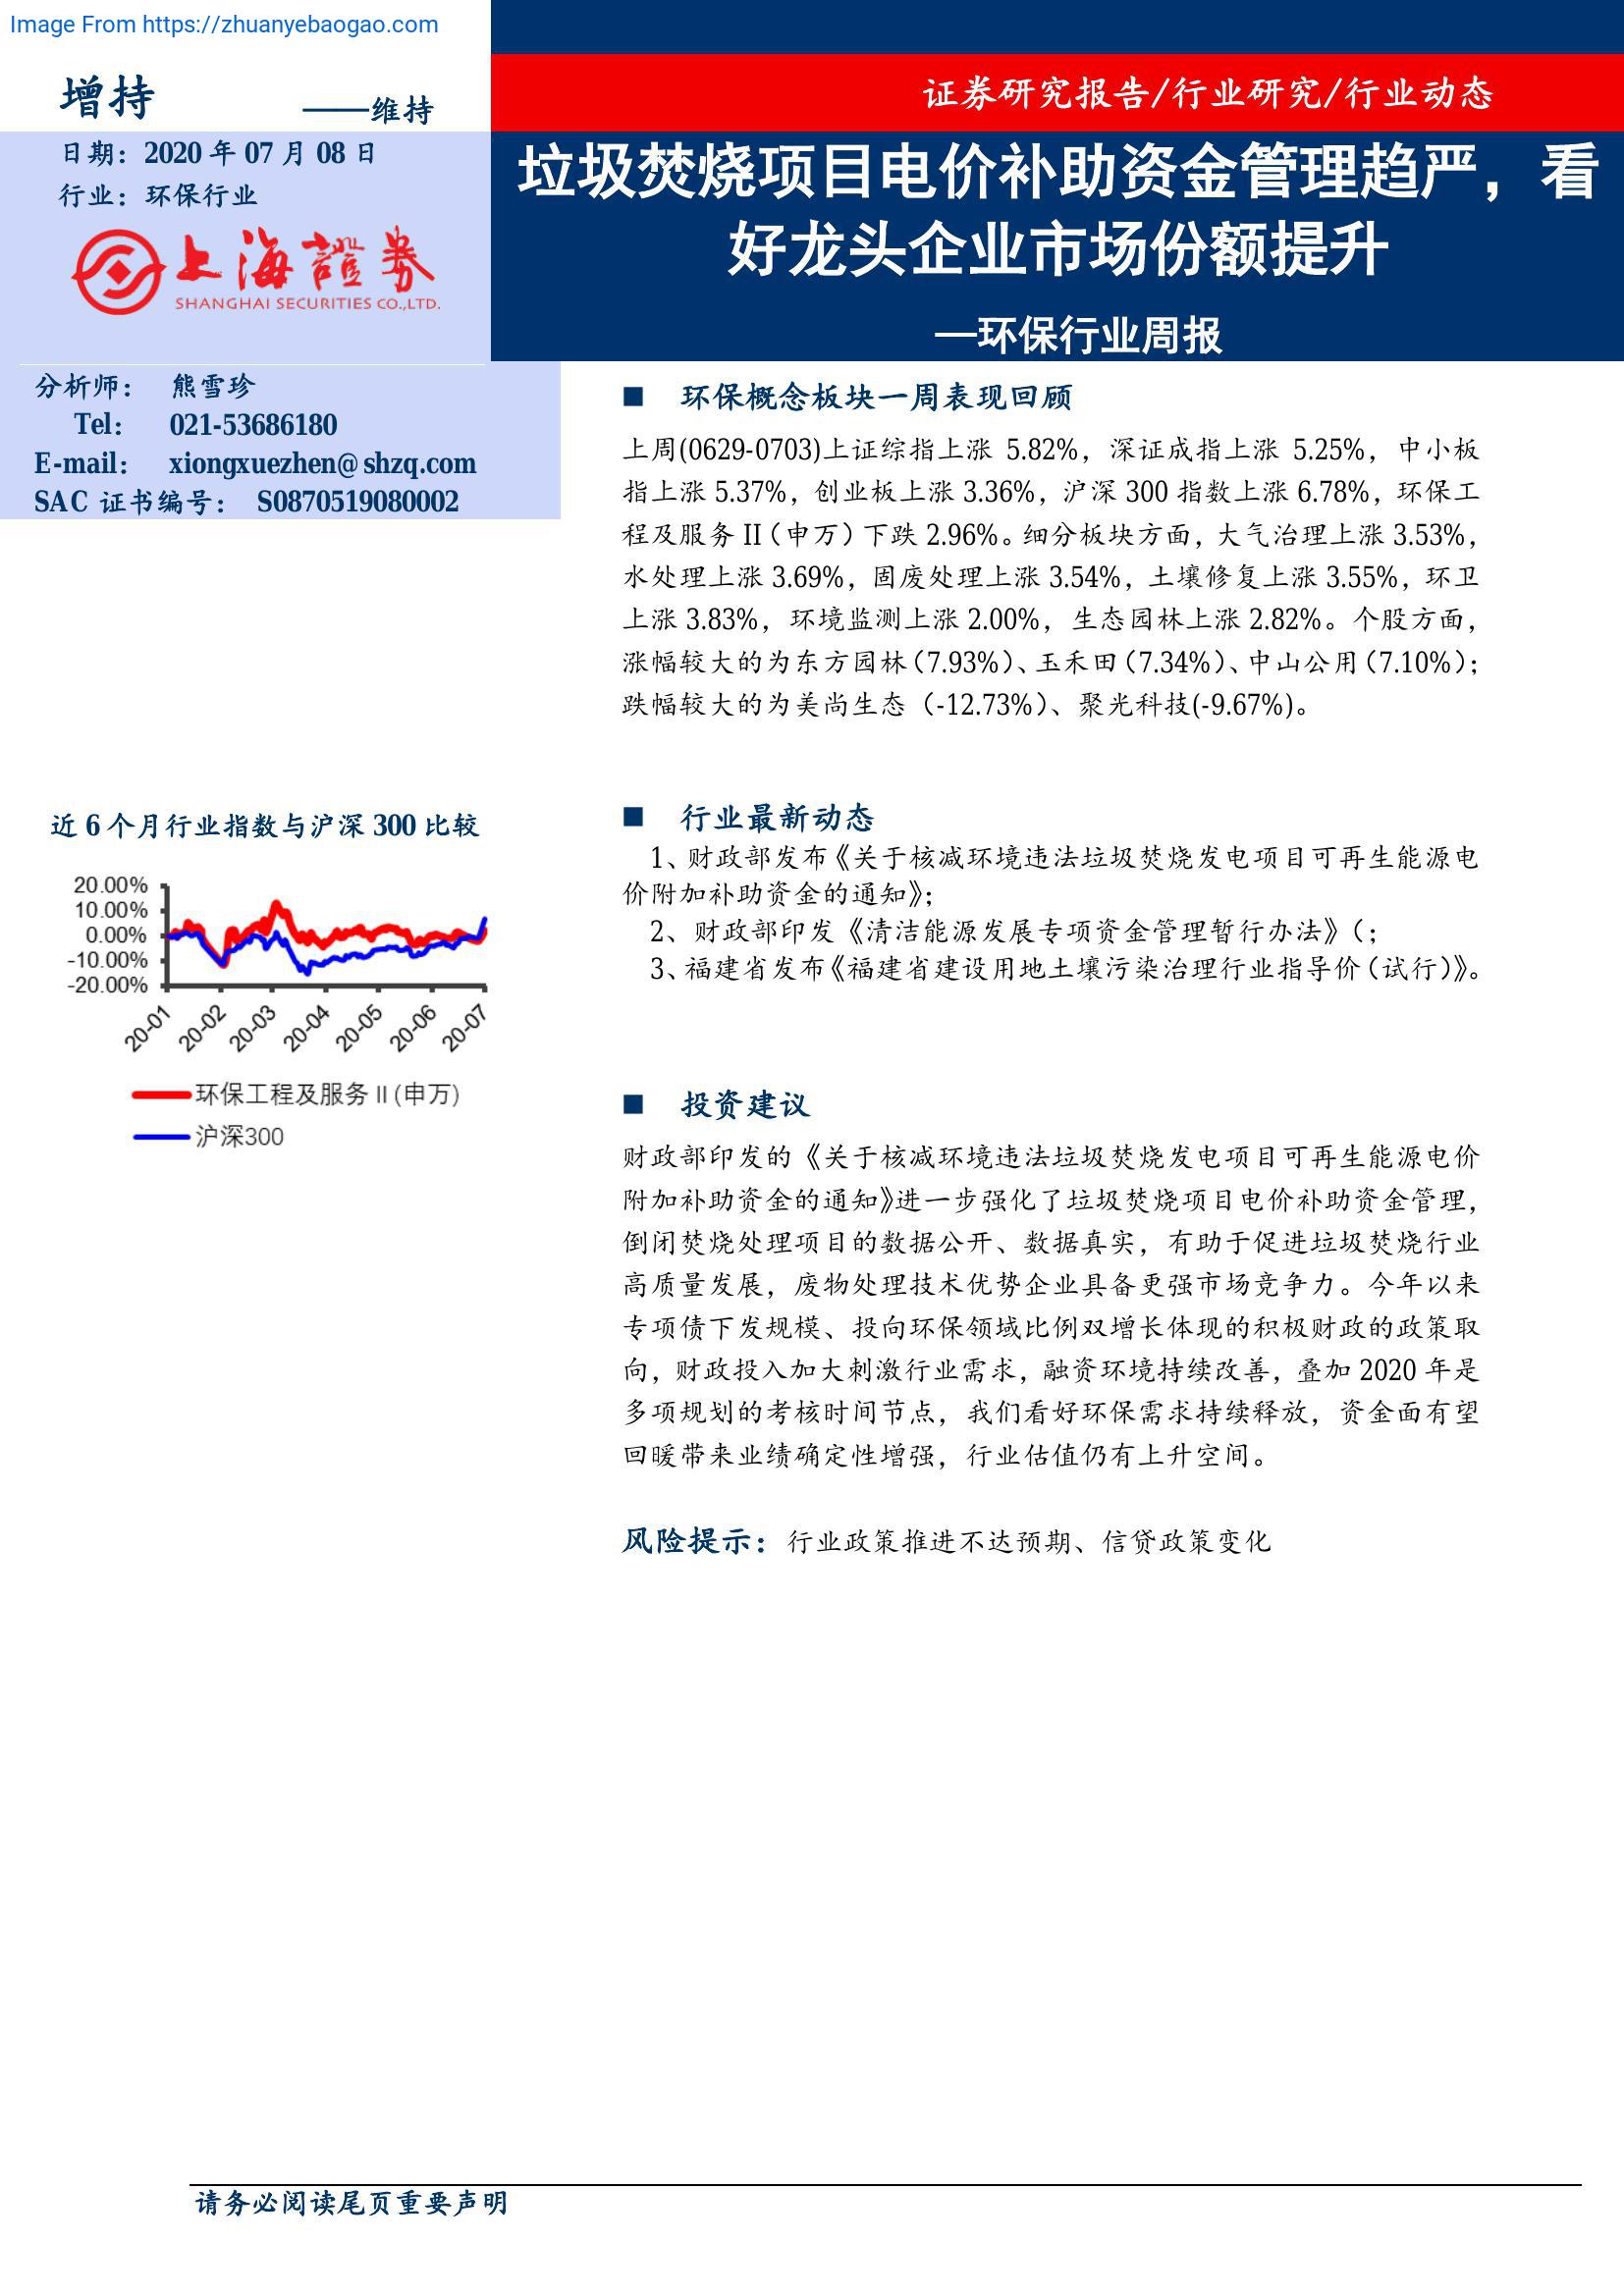 Image From https://zhuanyebaogao.com
增持 ——维持
证券研究报告/行业研究/行业动态
日期：2020 年 07 月 08 日
行业：环保行业
上海證券
SHANGHAI SECURITIES CO.,LTD.
垃圾焚烧项目电价补助资金管理趋严，看
好龙头企业市场份额提升
—环保行业周报
分析师： 熊雪珍
Tel： 021-53686180
E-mail： xiongxuezhen@shzq.com
SAC 证书编号： S0870519080002
近 6 个月行业指数与沪深 300 比较
20.00%
10.00%
0.00%
-10.00%
-20.00%
20-01 20-02 20-03 20-04 20-05 20-06 20-07
环保工程及服务Ⅱ(申万)
沪深300
■ 环保概念板块一周表现回顾
上周(0629-0703)上证综指上涨 5.82%，深证成指上涨 5.25%，中小板
指上涨 5.37%，创业板上涨 3.36%，沪深 300 指数上涨 6.78%，环保工
程及服务 II（申万）下跌 2.96%。细分板块方面，大气治理上涨 3.53%，
水处理上涨 3.69%，固废处理上涨 3.54%，土壤修复上涨 3.55%，环卫
上涨 3.83%，环境监测上涨 2.00%，生态园林上涨 2.82%。个股方面，
涨幅较大的为东方园林（7.93%）、玉禾田（7.34%）、中山公用（7.10%）；
跌幅较大的为美尚生态（-12.73%）、聚光科技(-9.67%)。
■ 行业最新动态
1、财政部发布《关于核减环境违法垃圾焚烧发电项目可再生能源电
价附加补助资金的通知》；
2、财政部印发《清洁能源发展专项资金管理暂行办法》（；
3、福建省发布《福建省建设用地土壤污染治理行业指导价（试行）》。
■ 投资建议
财政部印发的《关于核减环境违法垃圾焚烧发电项目可再生能源电价
附加补助资金的通知》进一步强化了垃圾焚烧项目电价补助资金管理，
倒闭焚烧处理项目的数据公开、数据真实，有助于促进垃圾焚烧行业
高质量发展，废物处理技术优势企业具备更强市场竞争力。今年以来
专项债下发规模、投向环保领域比例双增长体现的积极财政的政策取
向，财政投入加大刺激行业需求，融资环境持续改善，叠加 2020 年是
多项规划的考核时间节点，我们看好环保需求持续释放，资金面有望
回暖带来业绩确定性增强，行业估值仍有上升空间。
风险提示：行业政策推进不达预期、信贷政策变化
请务必阅读尾页重要声明